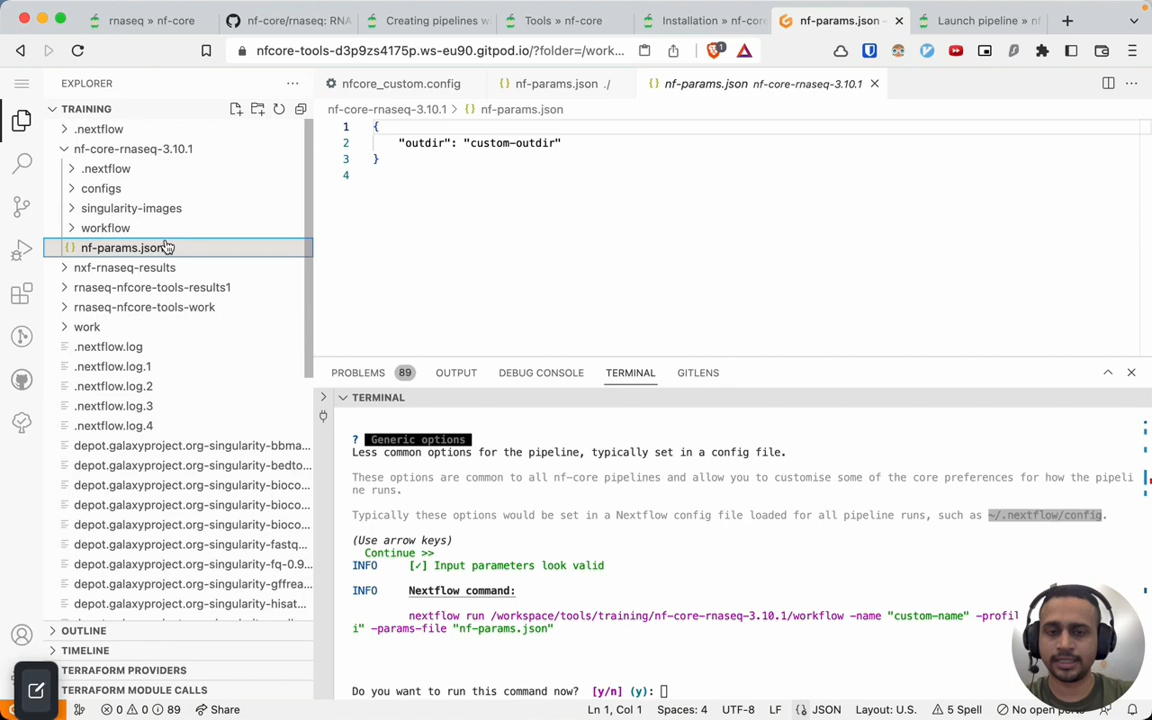 rnaseq » nf-core
nf-core/rnaseq: RNA
Creating pipelines w
Tools » nf-core
Installation » nf-core
nf-params.json -
Launch pipeline » nf
nfcore-tools-d3p9zs4175p.ws-eu90.gitpod.io/?folder=/work...
EXPLORER
nfcore_custom.config
nf-params.json ./
nf-params.json nf-core-rnaseq-3.10.1
TRAINING
nf-core-rnaseq-3.10.1 > nf-params.json
.nextflow
nf-core-rnaseq-3.10.1
.nextflow
configs
singularity-images
workflow
nf-params.json
nxf-rnaseq-results
rnaseq-nfcore-tools-results1
rnaseq-nfcore-tools-work
work
.nextflow.log
.nextflow.log.1
.nextflow.log.2
.nextflow.log.3
.nextflow.log.4
depot.galaxyproject.org-singularity-bbma...
depot.galaxyproject.org-singularity-bedto...
depot.galaxyproject.org-singularity-bioco...
depot.galaxyproject.org-singularity-bioco...
depot.galaxyproject.org-singularity-bioco...
depot.galaxyproject.org-singularity-fastq...
depot.galaxyproject.org-singularity-fq-0.9...
depot.galaxyproject.org-singularity-gffrea...
depot.galaxyproject.org-singularity-hisat...
OUTLINE
TIMELINE
TERRAFORM PROVIDERS
TERRAFORM MODULE CALLS
1 {
2 "outdir": "custom-outdir"
3 }
4
PROBLEMS 89 OUTPUT DEBUG CONSOLE TERMINAL GITLENS
TERMINAL
? Generic options
Less common options for the pipeline, typically set in a config file.
These options are common to all nf-core pipelines and allow you to customise some of the core preferences for how the pipeli
ne runs.
Typically these options would be set in a Nextflow config file loaded for all pipeline runs, such as ~/.nextflow/config.
(Use arrow keys)
Continue >>
INFO [✓] Input parameters look valid
INFO Nextflow command:
nextflow run /workspace/tools/training/nf-core-rnaseq-3.10.1/workflow -name "custom-name" -profil
i" -params-file "nf-params.json"
Do you want to run this command now? [y/n] (y):
0 0 89 Share
Ln 1, Col 1 Spaces: 4 UTF-8 LF {} JSON Layout: U.S. 5 Spell No open po